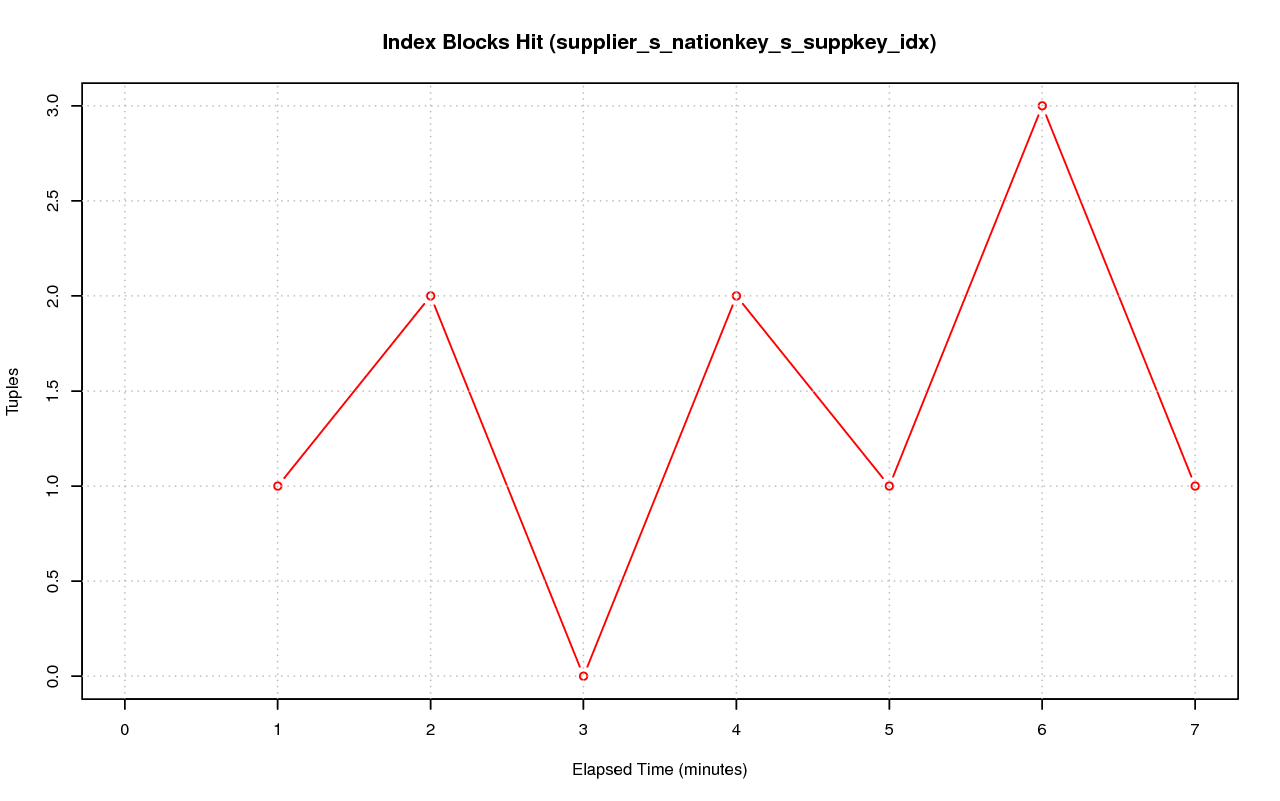 Index Blocks Hit (supplier_s_nationkey_s_suppkey_idx)
Tuples
3.0
2.5
2.0
1.5
1.0
0.5
0.0
0 1 2 3 4 5 6 7
Elapsed Time (minutes)